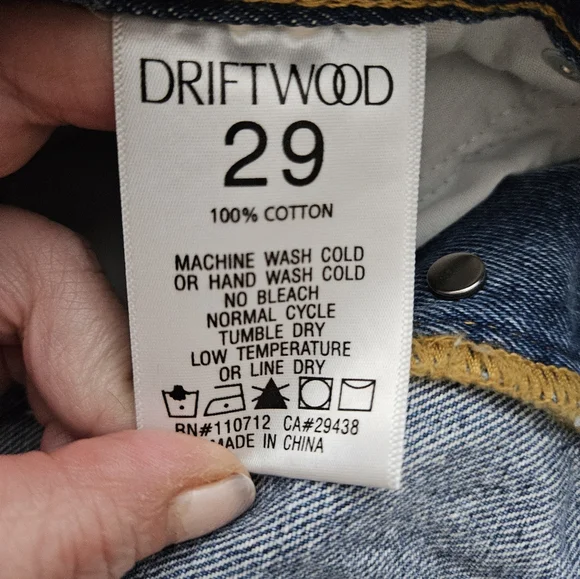 DRIFTWOOD
29
100% COTTON
MACHINE WASH COLD
OR HAND WASH COLD
NO BLEACH
NORMAL CYCLE
TUMBLE DRY
LOW TEMPERATURE
OR LINE DRY
RN#110712 CA#29438
MADE IN CHINA